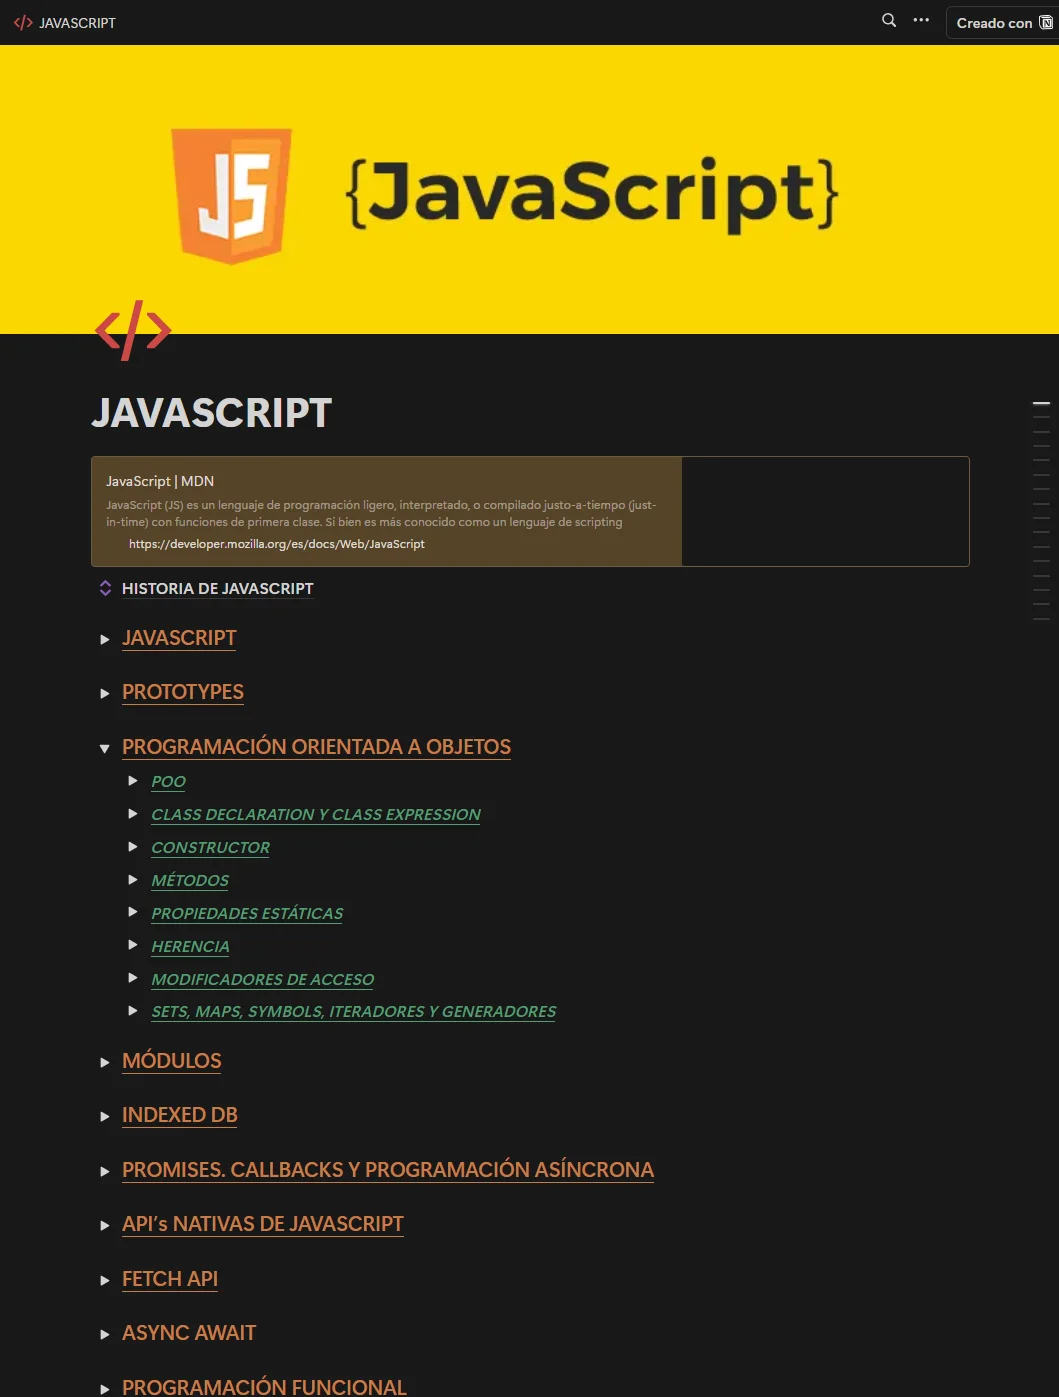 </> JAVASCRIPT
Creado con
JS
{JavaScript}
</>
JAVASCRIPT
JavaScript | MDN
JavaScript (JS) es un lenguaje de programación ligero, interpretado, o compilado justo-a-tiempo (just-
in-time) con funciones de primera clase. Si bien es más conocido como un lenguaje de scripting
https://developer.mozilla.org/es/docs/Web/JavaScript
HISTORIA DE JAVASCRIPT
JAVASCRIPT
PROTOTYPES
PROGRAMACIÓN ORIENTADA A OBJETOS
POO
CLASS DECLARATION Y CLASS EXPRESSION
CONSTRUCTOR
MÉTODOS
PROPIEDADES ESTÁTICAS
HERENCIA
MODIFICADORES DE ACCESO
SETS, MAPS, SYMBOLS, ITERADORES Y GENERADORES
MÓDULOS
INDEXED DB
PROMISES. CALLBACKS Y PROGRAMACIÓN ASÍNCRONA
API’s NATIVAS DE JAVASCRIPT
FETCH API
ASYNC AWAIT
PROGRAMACIÓN FUNCIONAL